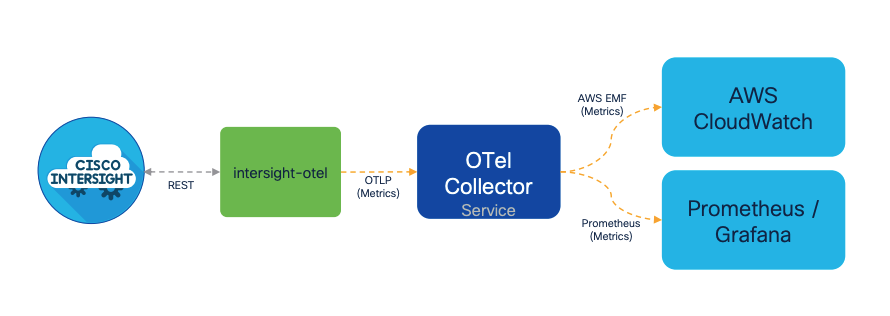 CISCO
INTERSIGHT
REST
intersight-otel
OTLP
(Metrics)
OTel
Collector
Service
AWS EMF
(Metrics)
Prometheus
(Metrics)
AWS
CloudWatch
Prometheus /
Grafana